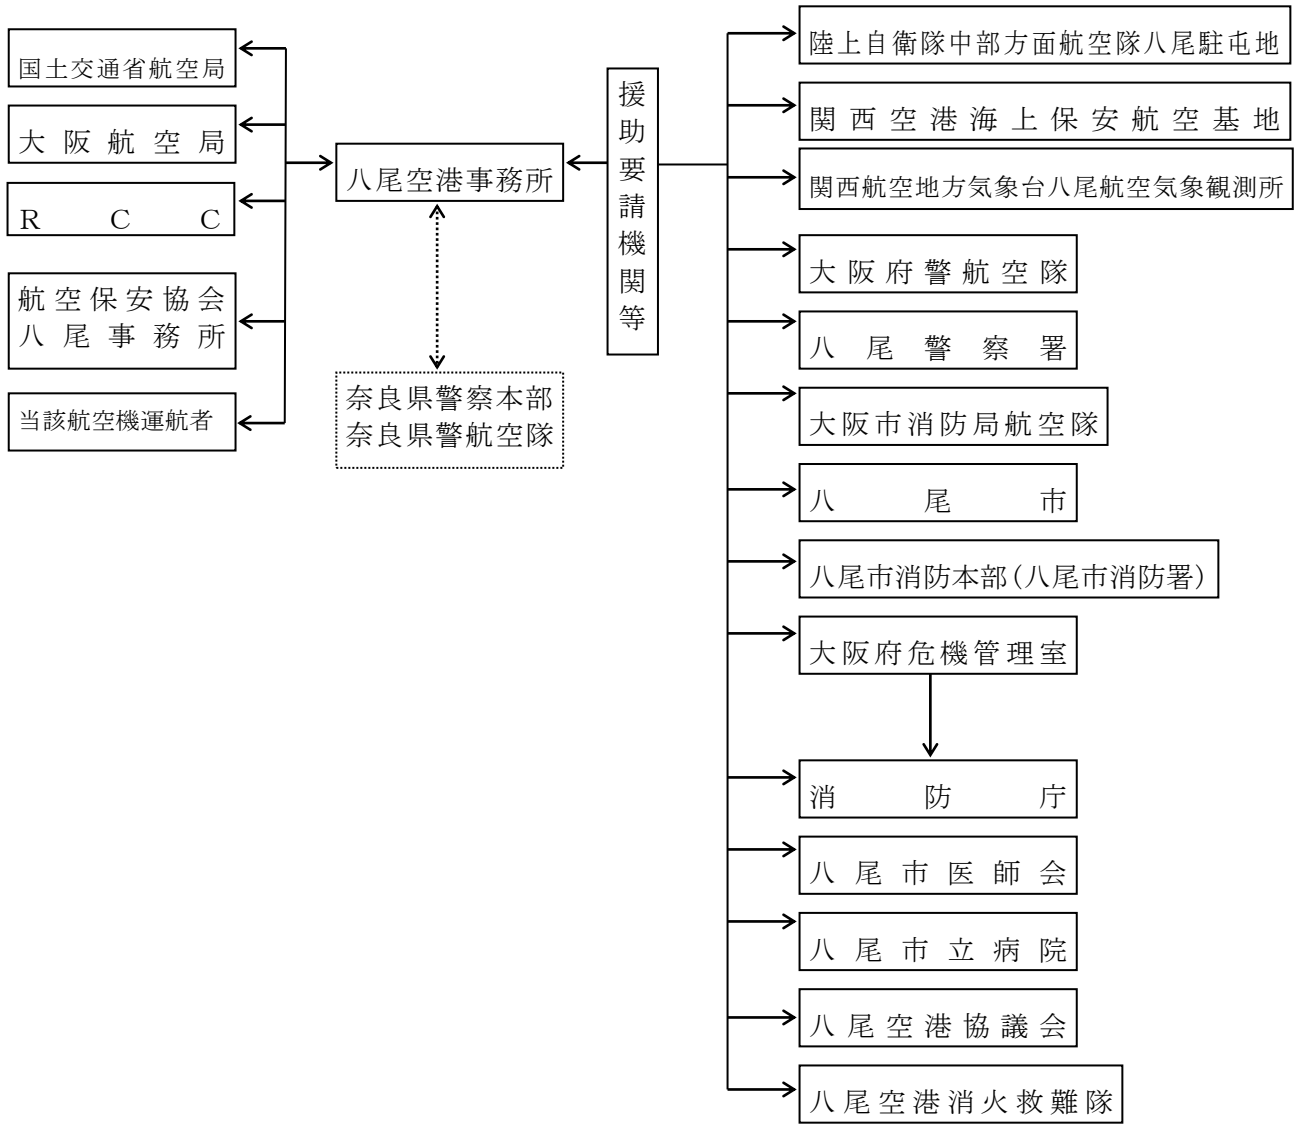 国土交通省航空局
大阪航空局
RCC
航空保安協会
八尾事務所
当該航空機運航者
八尾空港事務所
奈良県警察本部
奈良県警航空隊
援助要請機関等
陸上自衛隊中部方面航空隊八尾駐屯地
関西空港海上保安航空基地
関西航空地方気象台八尾航空気象観測所
大阪府警航空隊
八尾警察署
大阪市消防局航空隊
八尾市
八尾市消防本部(八尾市消防署)
大阪府危機管理室
消防庁
八尾市医師会
八尾市立病院
八尾空港協議会
八尾空港消火救難隊